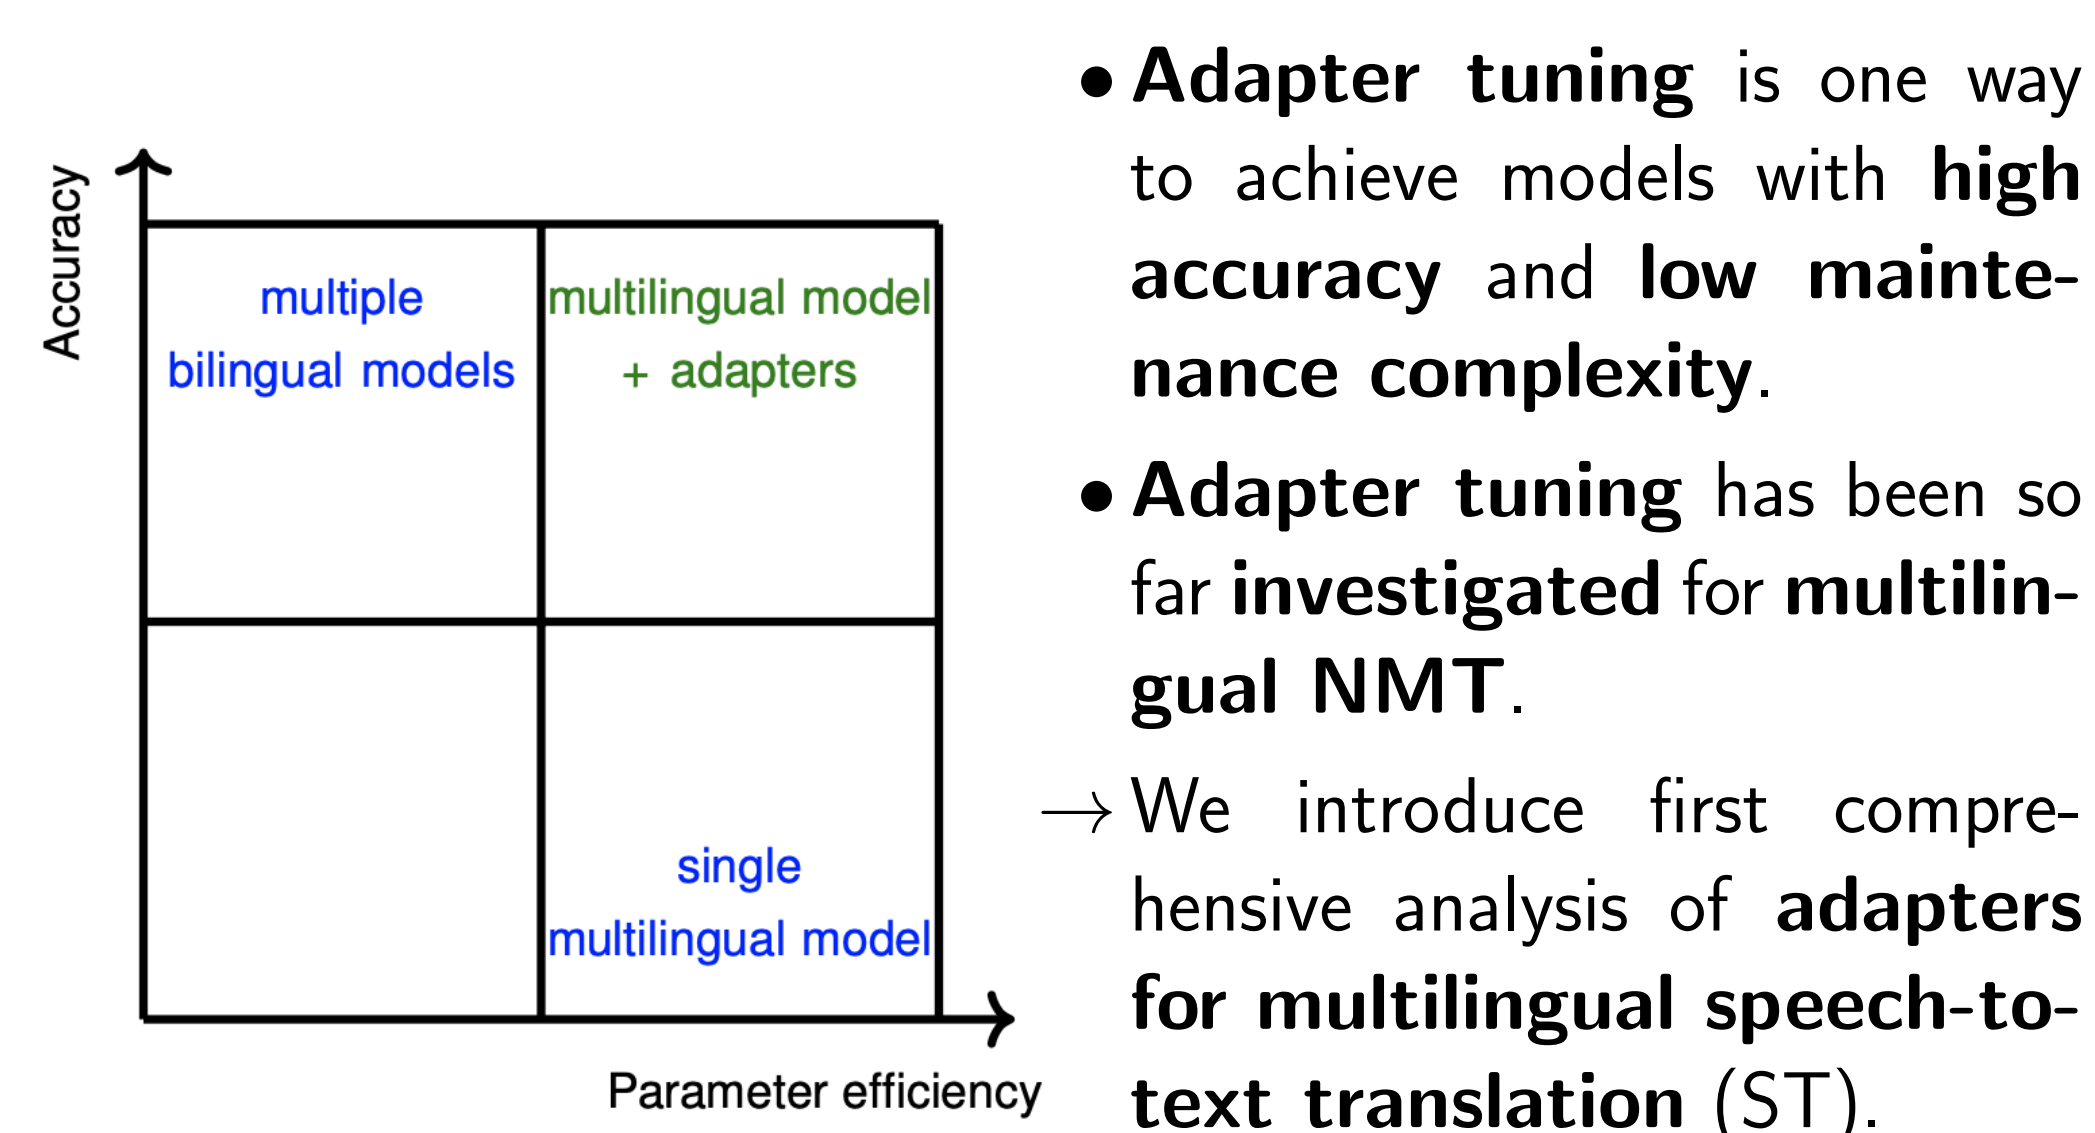 Accuracy
multiple
bilingual models
multilingual model
+ adapters
single
multilingual model
Parameter efficiency
• Adapter tuning is one way
to achieve models with high
accuracy and low mainte-
nance complexity.
• Adapter tuning has been so
far investigated for multilin-
gual NMT.
→ We introduce first compre-
hensive analysis of adapters
for multilingual speech-to-
text translation (ST).